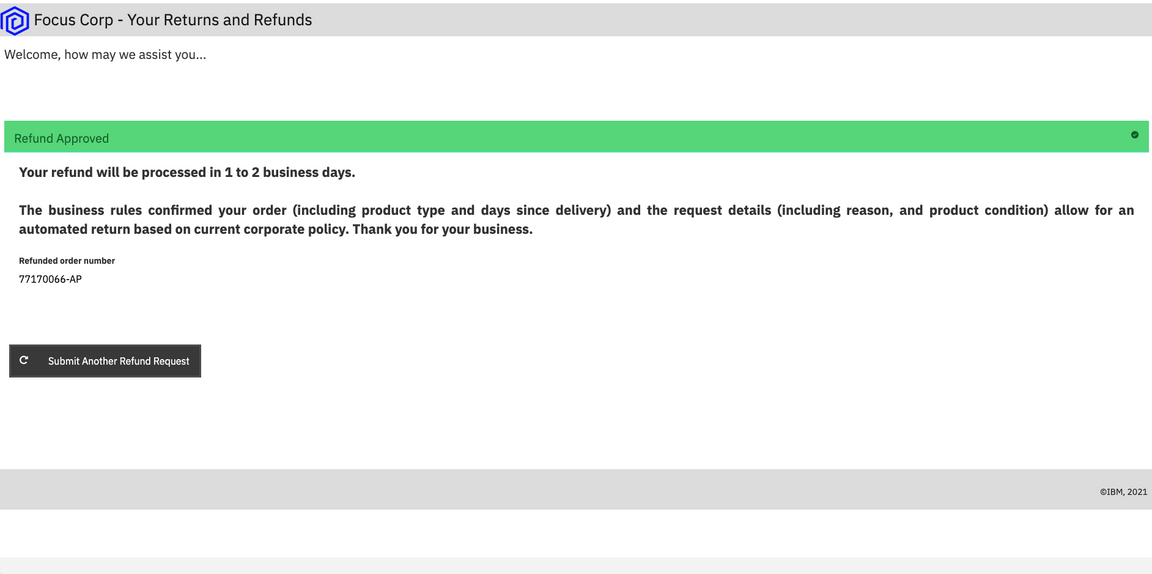 Focus Corp - Your Returns and Refunds
Welcome, how may we assist you...
Refund Approved
Your refund will be processed in 1 to 2 business days.
The business rules confirmed your order (including product type and days since delivery) and the request details (including reason, and product condition) allow for an
automated return based on current corporate policy. Thank you for your business.
Refunded order number
77170066-AP
Submit Another Refund Request
©IBM, 2021